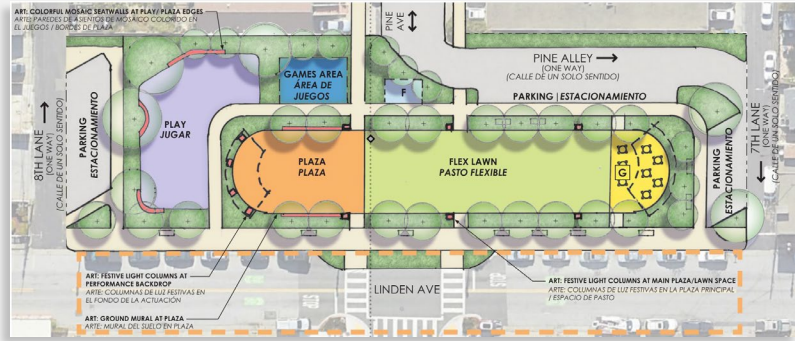 ART: COLORFUL MOSAIC SEATWALLS AT PLAY/ PLAZA EDGES
ARTE: PAREDES DE ASIENTOS DE MOSAICO COLORIDO EN
EL JUEGOS / BORDES DE PLAZA
PINE
AVE
PINE ALLEY
(ONE WAY)
(CALLE DE UN SOLO SENTIDO)
GAMES AREA
ÁREA DE
JUEGOS
F
PARKING | ESTACIONAMIENTO
8TH LANE
(ONE WAY)
(CALLE DE UN SOLO SENTIDO)
PARKING
ESTACIONAMIENTO
PLAY
JUGAR
PLAZA
PLAZA
FLEX LAWN
PASTO FLEXIBLE
G
PARKING
ESTACIONAMIENTO
7TH LANE
(ONE WAY)
(CALLE DE UN SOLO SENTIDO)
ART: FESTIVE LIGHT COLUMNS AT
PERFORMANCE BACKDROP
ARTE: COLUMNAS DE LUZ FESTIVAS EN
EL FONDO DE LA ACTUACIÓN
ART: GROUND MURAL AT PLAZA
ARTE: MURAL DEL SUELO EN PLAZA
BUS
LINDEN AVE
STOP
ART: FESTIVE LIGHT COLUMNS AT MAIN PLAZA/LAWN SPACE
ARTE: COLUMNAS DE LUZ FESTIVAS EN LA PLAZA PRINCIPAL
/ ESPACIO DE PASTO